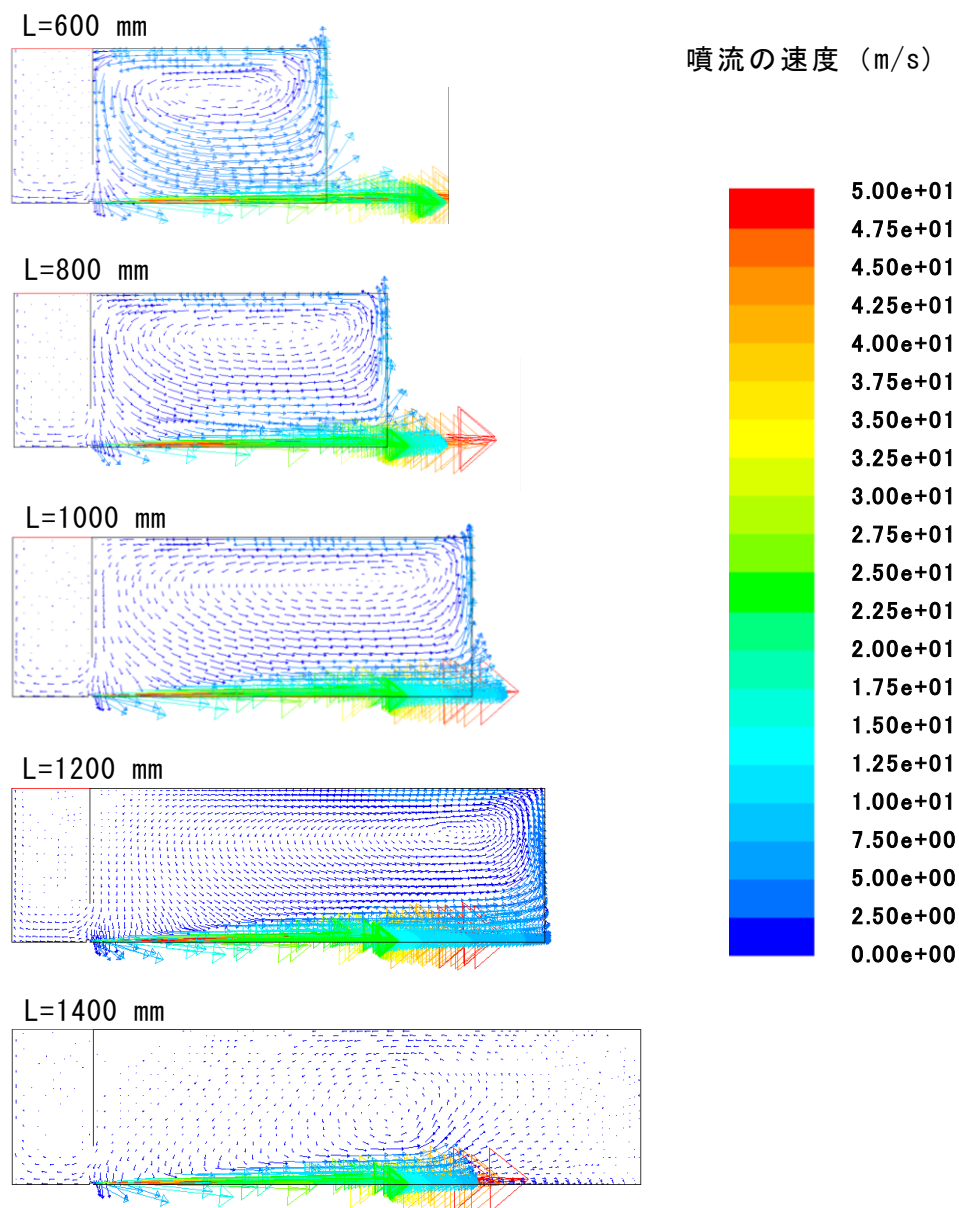 L=600 mm
噴流の速度 (m/s)
L=800 mm
L=1000 mm
L=1200 mm
L=1400 mm
5.00e+01
4.75e+01
4.50e+01
4.25e+01
4.00e+01
3.75e+01
3.50e+01
3.25e+01
3.00e+01
2.75e+01
2.50e+01
2.25e+01
2.00e+01
1.75e+01
1.50e+01
1.25e+01
1.00e+01
7.50e+00
5.00e+00
2.50e+00
0.00e+00